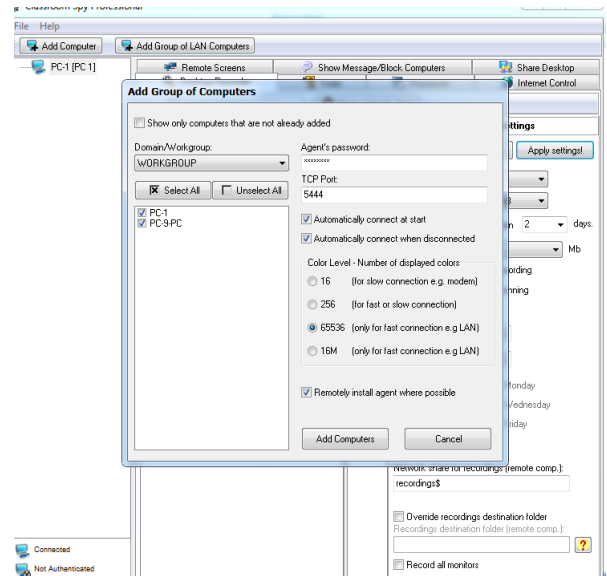 Classroom Spy Professional
File Help
Add Computer Add Group of LAN Computers
PC-1 [PC 1]
Remote Screens Show Message/Block Computers Share Desktop
Internet Control
Add Group of Computers
Show only computers that are not already added
ttings
Domain/Workgroup: Agent's password:
Apply settings!
WORKGROUP xxxxxxxx
TCP Port:
Select All Unselect All 5444
PC-1
PC-9-PC
Automatically connect at start
n 2 days.
Automatically connect when disconnected
Mb
Color Level - Number of displayed colors
ording
16 (for slow connection e.g. modem)
nning
256 (for fast or slow connection)
65536 (only for fast connection e.g LAN)
16M (only for fast connection e.g LAN)
Monday
Remotely install agent where possible
Wednesday
riday
Add Computers Cancel
Network share for recordings (remote comp.):
recordings$
Override recordings destination folder
Recordings destination folder (remote comp.):
?
Connected
Not Authenticated
Record all monitors